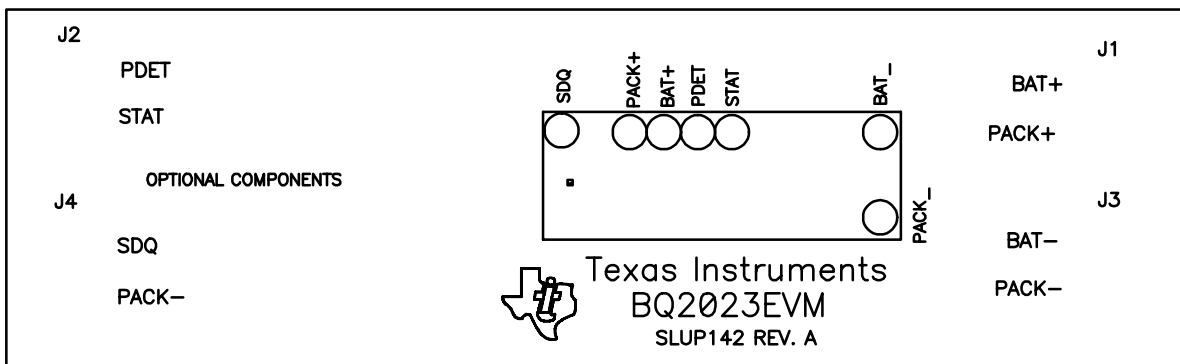 J2
PDET
STAT
OPTIONAL COMPONENTS
J4
SDQ
PACK-
SDQ
PACK+
BAT+
PDET
STAT
BAT_
PACK_
Texas Instruments
BQ2023EVM
SLUP142 REV. A
J1
BAT+
PACK+
J3
BAT-
PACK-